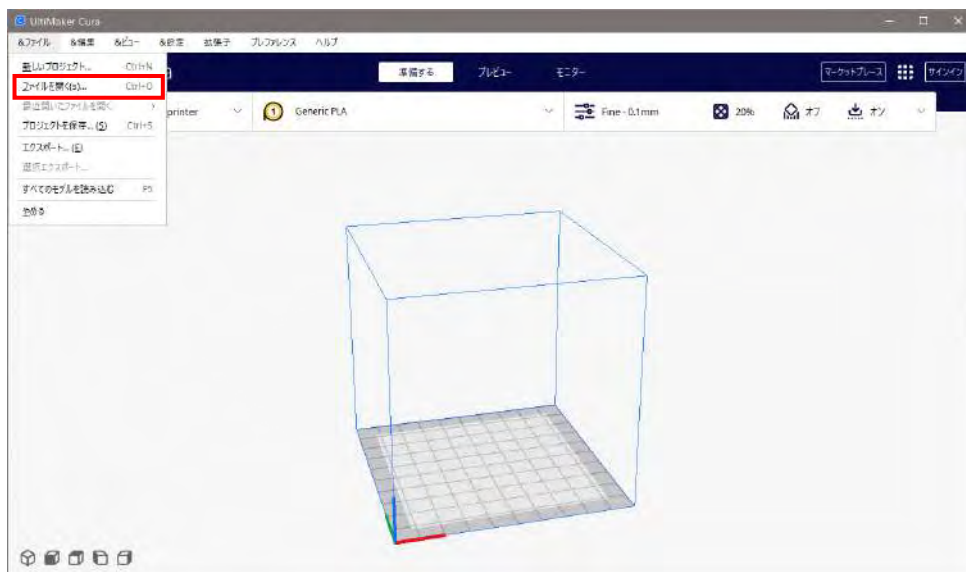 UltiMaker Cura
&ファイル &編集 &ビュー &設定 拡張子 プレファレンス ヘルプ
新しいプロジェクト... Ctrl+N
ファイルを開く(s)... Ctrl+O
最近開いたファイルを開く
プロジェクトを保存... (S) Ctrl+S
エクスポート... (E)
選択エクスポート...
すべてのモデルを読み込む F5
やめる
準備する プレビュー モニター
マーケットプレース サインイン
printer
1 Generic PLA
Fine - 0.1mm 20% オフ オン